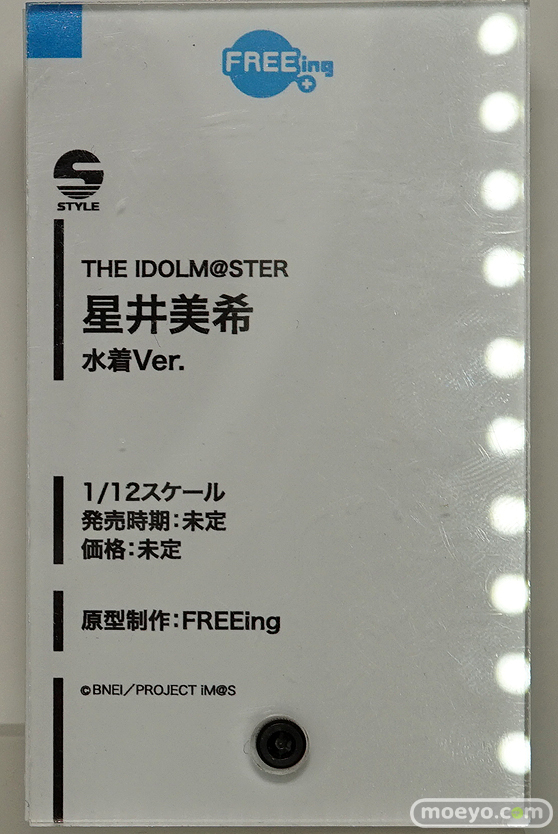 FREEing
S
STYLE
THE IDOLM@STER
星井美希
水着Ver.
1/12スケール
発売時期：未定
価格：未定
原型制作：FREEing
©BNEI／PROJECT iM@S
moeyo.com